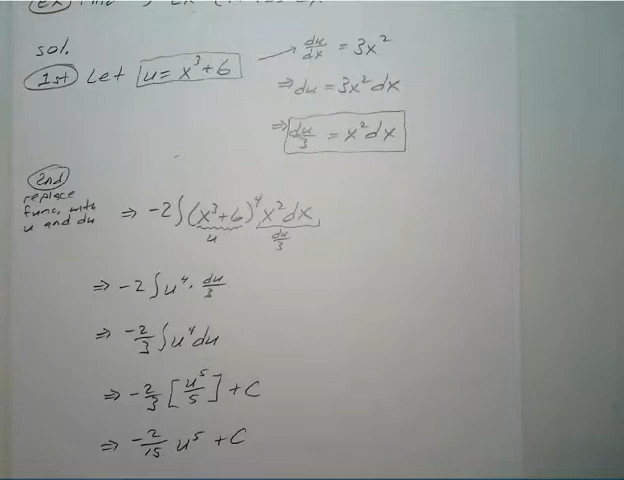 Ex
sol.
1st Let u = x³+6 → du/dx = 3x²
⇒ du = 3x² dx
⇒ du/3 = x² dx
2nd
replace
func. with
u and du
⇒ -2∫(x³+6)⁴ x² dx
u du/3
⇒ -2∫u⁴ · du/3
⇒ -2/3 ∫u⁴ du
⇒ -2/3 [u⁵/5] + C
⇒ -2/15 u⁵ + C